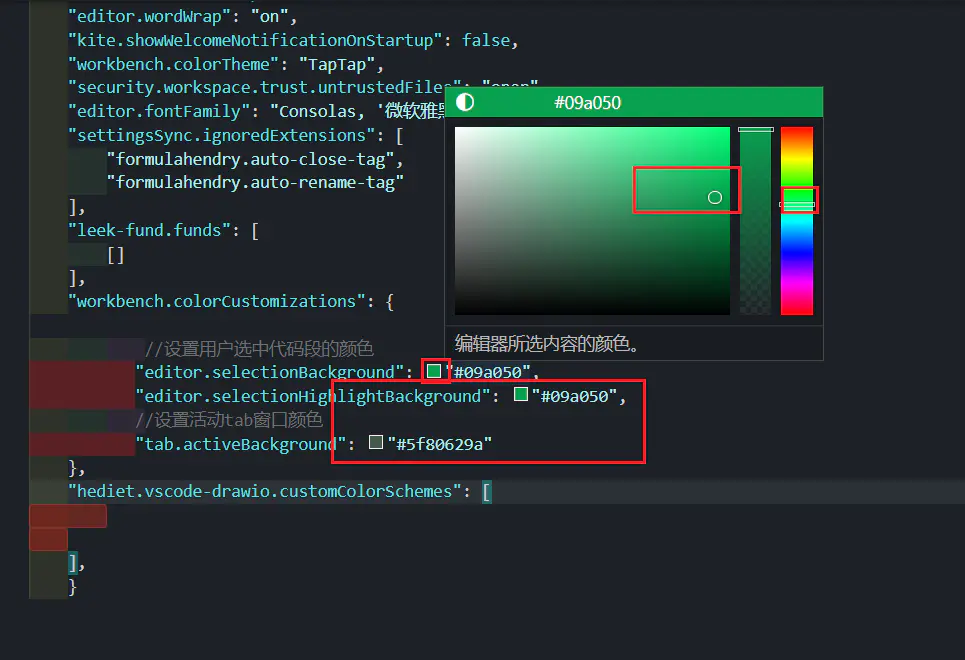 "editor.wordWrap": "on",
"kite.showWelcomeNotificationOnStartup": false,
"workbench.colorTheme": "TapTap",
"security.workspace.trust.untrustedFiles": "open"
#09a050
"editor.fontFamily": "Consolas, '微软雅黑
"settingsSync.ignoredExtensions": [
"formulahendry.auto-close-tag",
"formulahendry.auto-rename-tag"
],
"leek-fund.funds": [
[]
],
"workbench.colorCustomizations": {
编辑器所选内容的颜色。
//设置用户选中代码段的颜色
"editor.selectionBackground": "#09a050",
"editor.selectionHighlightBackground": "#09a050",
//设置活动tab窗口颜色
"tab.activeBackground": "#5f80629a"
},
"hediet.vscode-drawio.customColorSchemes": [
],
}